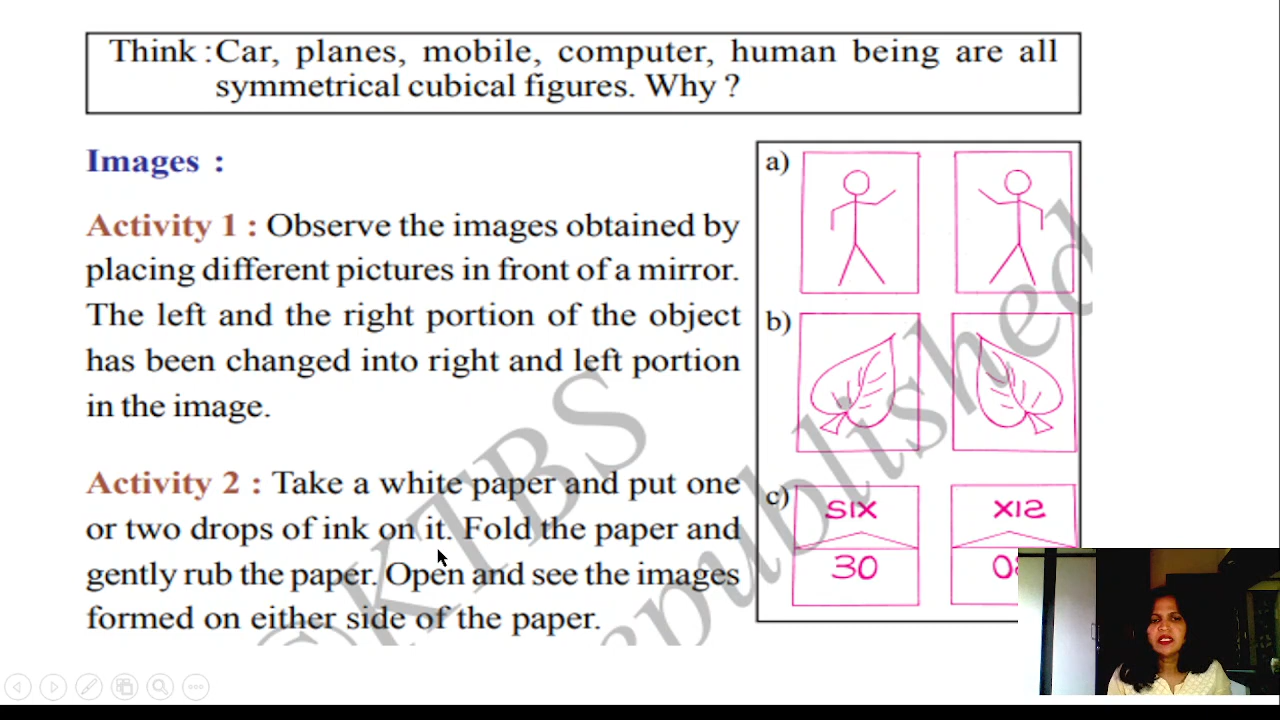 Think : Car, planes, mobile, computer, human being are all
symmetrical cubical figures. Why ?
Images :
Activity 1 : Observe the images obtained by
placing different pictures in front of a mirror.
The left and the right portion of the object
has been changed into right and left portion
in the image.
Activity 2 : Take a white paper and put one
or two drops of ink on it. Fold the paper and
gently rub the paper. Open and see the images
formed on either side of the paper.
a)
b)
c)
SIX
30
XIS
©KTBS
republished